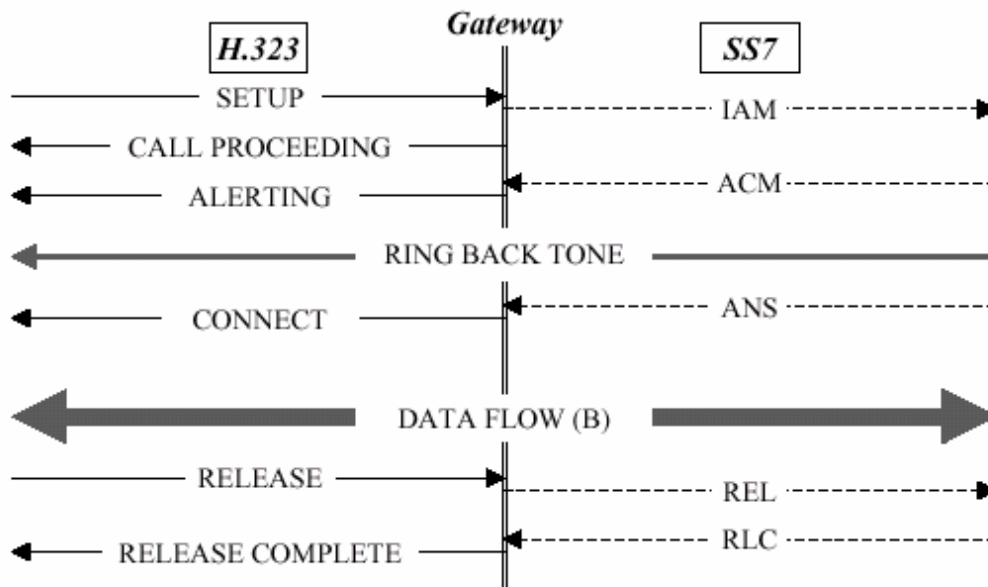 Gateway
H.323
SS7
SETUP
IAM
CALL PROCEEDING
ALERTING
ACM
RING BACK TONE
CONNECT
ANS
DATA FLOW (B)
RELEASE
REL
RELEASE COMPLETE
RLC